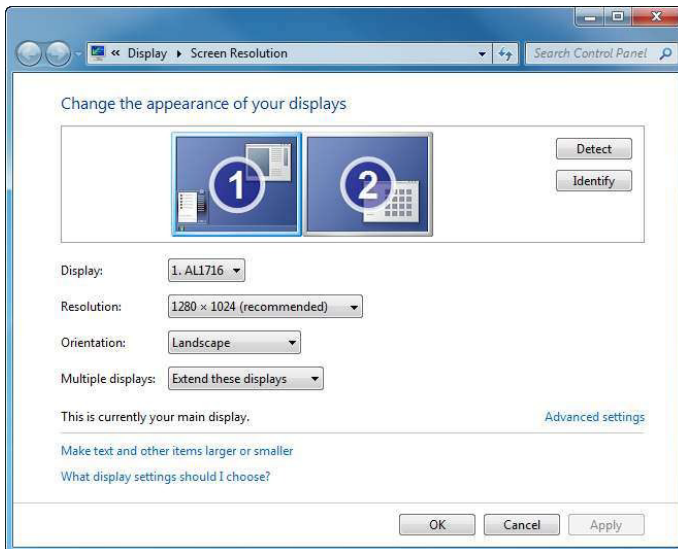 « Display ▸ Screen Resolution
Search Control Panel
Change the appearance of your displays
1
2
Detect
Identify
Display: 1. AL1716
Resolution: 1280 × 1024 (recommended)
Orientation: Landscape
Multiple displays: Extend these displays
This is currently your main display. Advanced settings
Make text and other items larger or smaller
What display settings should I choose?
OK Cancel Apply